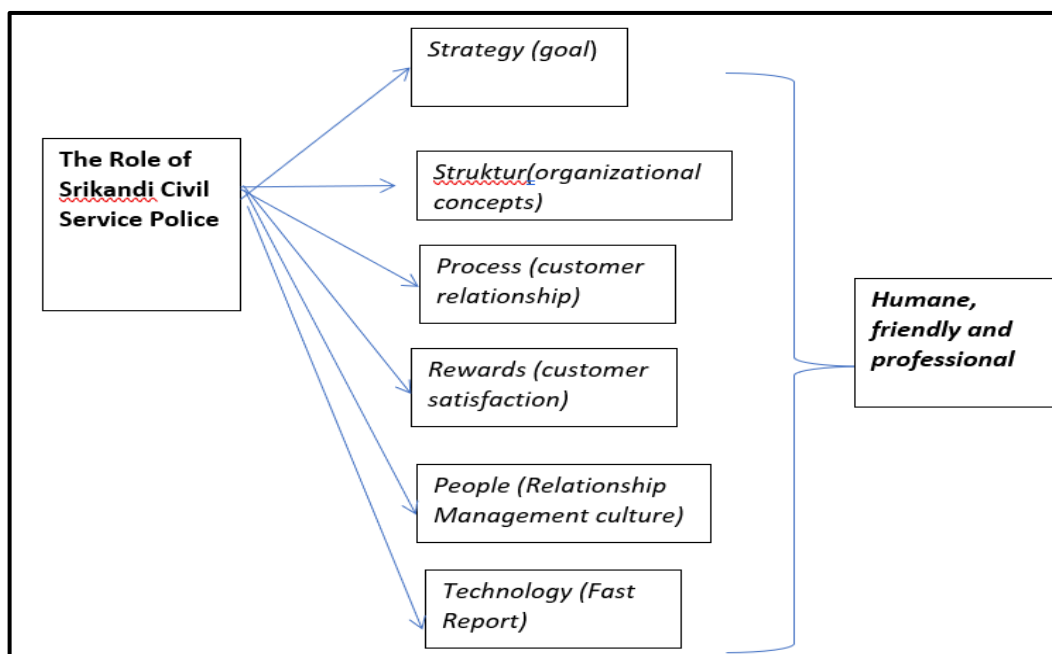 The Role of
Srikandi Civil
Service Police
Strategy (goal)
Struktur(organizational
concepts)
Process (customer
relationship)
Rewards (customer
satisfaction)
People (Relationship
Management culture)
Technology (Fast
Report)
Humane,
friendly and
professional